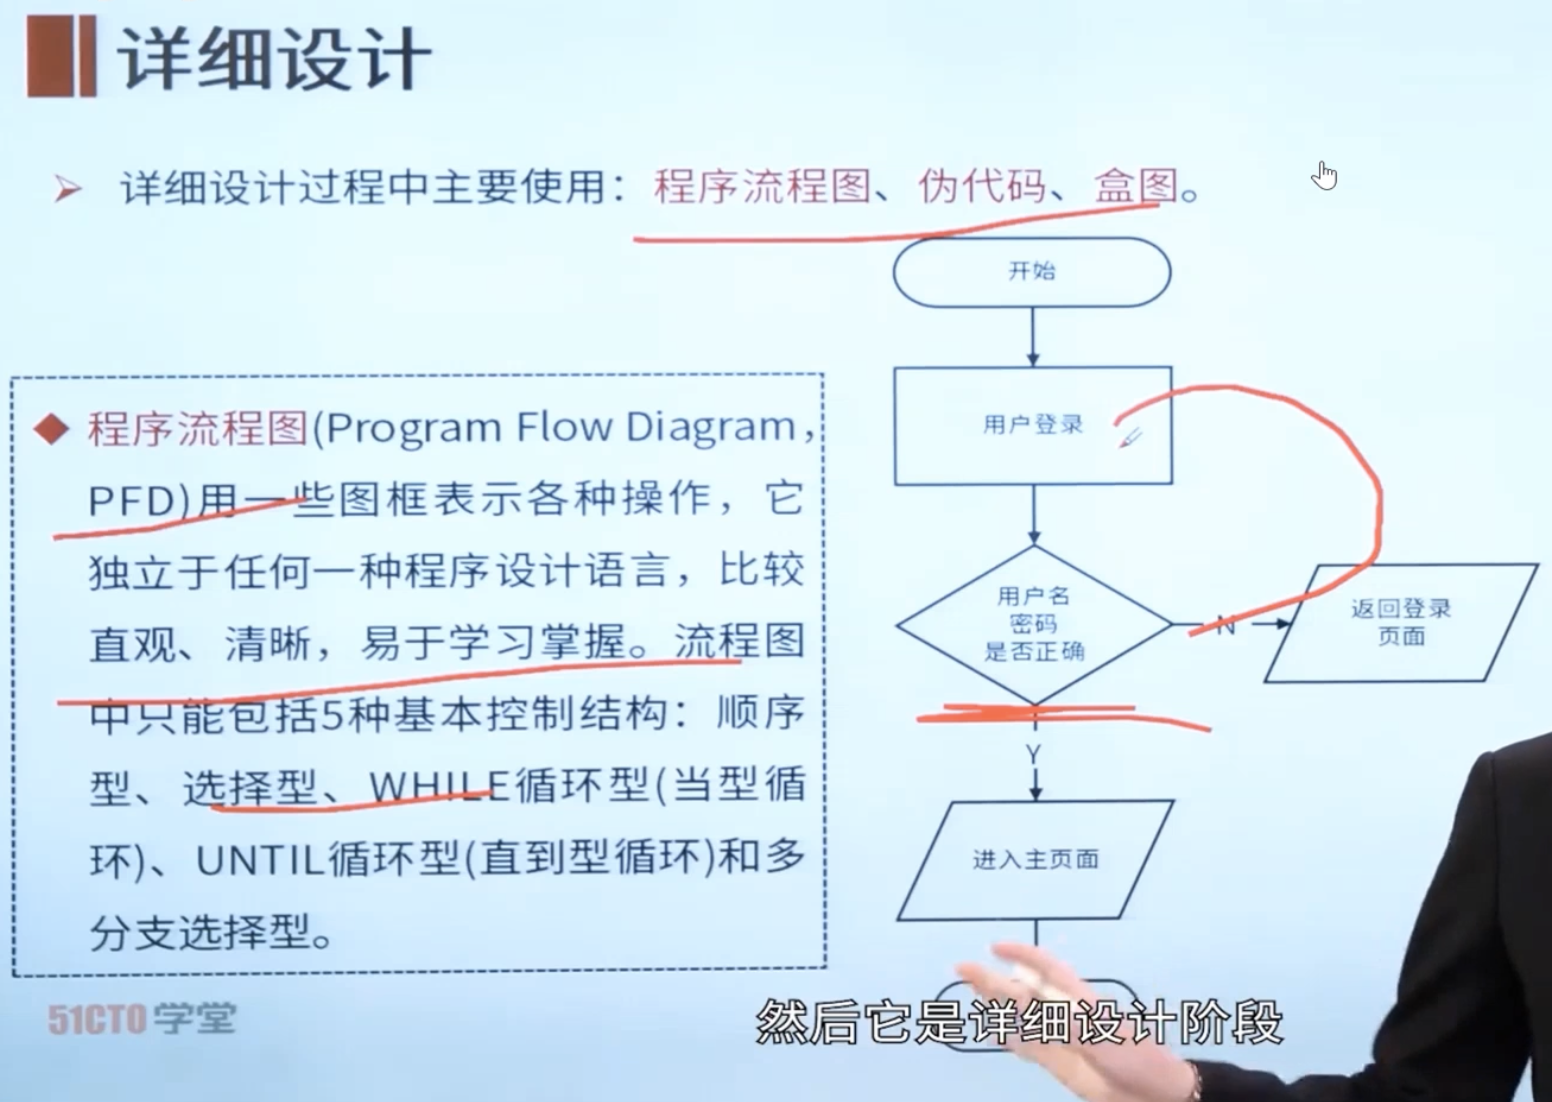 详细设计
详细设计过程中主要使用：程序流程图、伪代码、盒图。
程序流程图(Program Flow Diagram，
PFD)用一些图框表示各种操作，它
独立于任何一种程序设计语言，比较
直观、清晰，易于学习掌握。流程图
中只能包括5种基本控制结构：顺序
型、选择型、WHILE循环型(当型循
环)、UNTIL循环型(直到型循环)和多
分支选择型。
开始
用户登录
用户名
密码
是否正确
N
返回登录
页面
Y
进入主页面
51CTO学堂
然后它是详细设计阶段